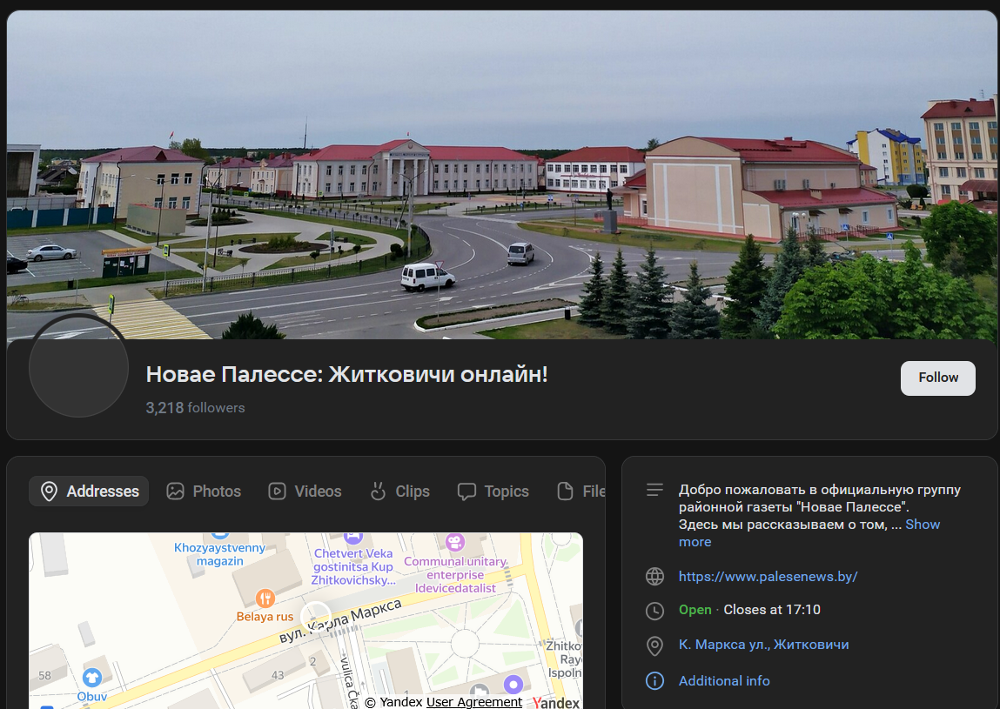 Новае Палессе: Житковичи онлайн!
3,218 followers
Follow
Addresses
Photos
Videos
Clips
Topics
File
Khozyaystvenny
magazin
Chetvert Veka
gostinitsa Kup
Zhitkovichsky...
Communal unitary
enterprise
Idevicedatalist
Belaya rus
вул. Карла Маркса
58
43
2
1
Obuv
vulica
Zhitko
Ray
Ispoln
© Yandex User Agreement
Yandex
Добро пожаловать в официальную группу
районной газеты "Новае Палессе".
Здесь мы рассказываем о том, ... Show
more
https://www.palesenews.by/
Open · Closes at 17:10
К. Маркса ул., Житковичи
Additional info